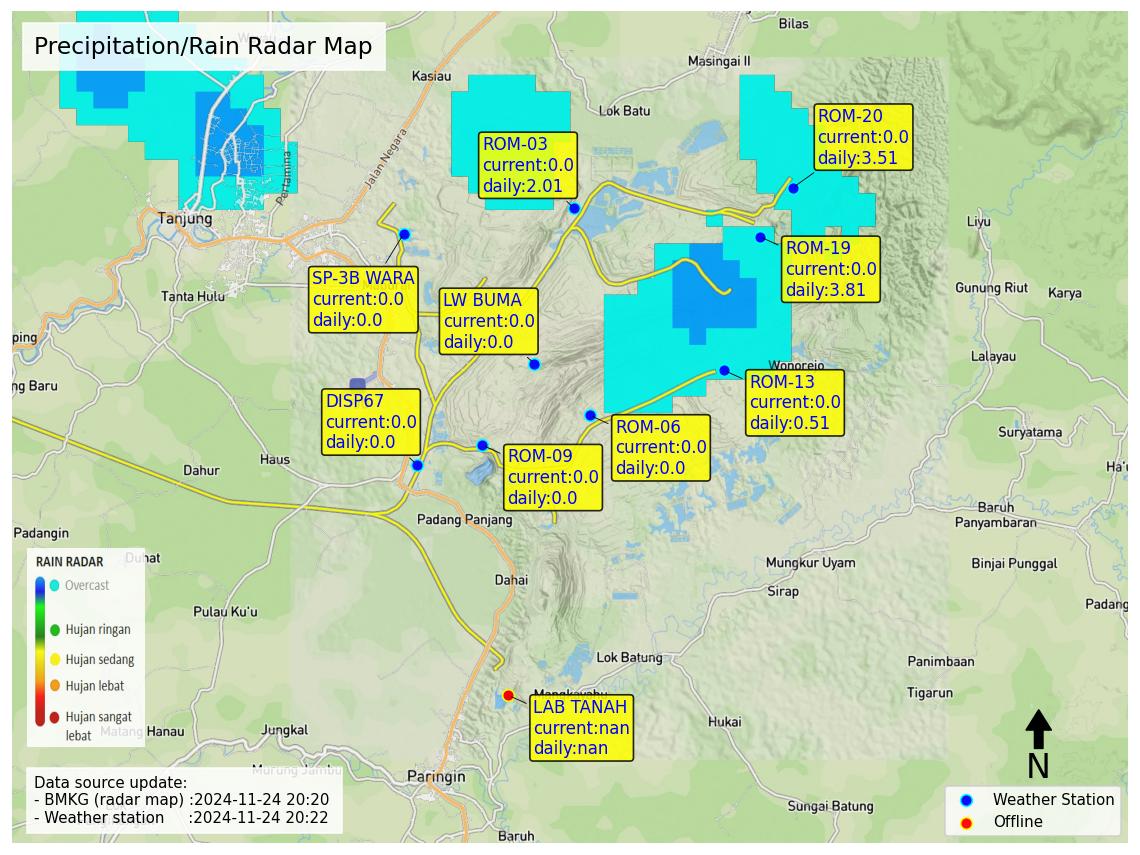 Precipitation/Rain Radar Map
Bilas
Masingai II
Kasiau
Lok Batu
Jalan Negara
Pertamina
Tanjung
ROM-20
current:0.0
daily:3.51
ROM-03
current:0.0
daily:2.01
Liyu
ROM-19
current:0.0
daily:3.81
SP-3B WARA
current:0.0
daily:0.0
LW BUMA
current:0.0
daily:0.0
Tanta Hulu
Gunung Riut
Karya
ping
ng Baru
Lalayau
Wonorejo
ROM-13
current:0.0
daily:0.51
DISP67
current:0.0
daily:0.0
ROM-06
current:0.0
daily:0.0
Suryatama
ROM-09
current:0.0
daily:0.0
Haus
Dahur
Ha'u
Baruh
Panyambaran
Padang Panjang
Padangin
Duhat
Binjai Punggal
Mungkur Uyam
Sirap
Dahai
Padang
Pulau Ku'u
RAIN RADAR
Overcast
Hujan ringan
Hujan sedang
Hujan lebat
Hujan sangat
lebat
Lok Batung
Panimbaan
Tigarun
LAB TANAH
current:nan
daily:nan
Hukai
Matang Hanau
Jungkal
Murung Jambu
Paringin
Sungai Batung
Baruh
N
Data source update:
- BMKG (radar map) :2024-11-24 20:20
- Weather station :2024-11-24 20:22
Weather Station
Offline